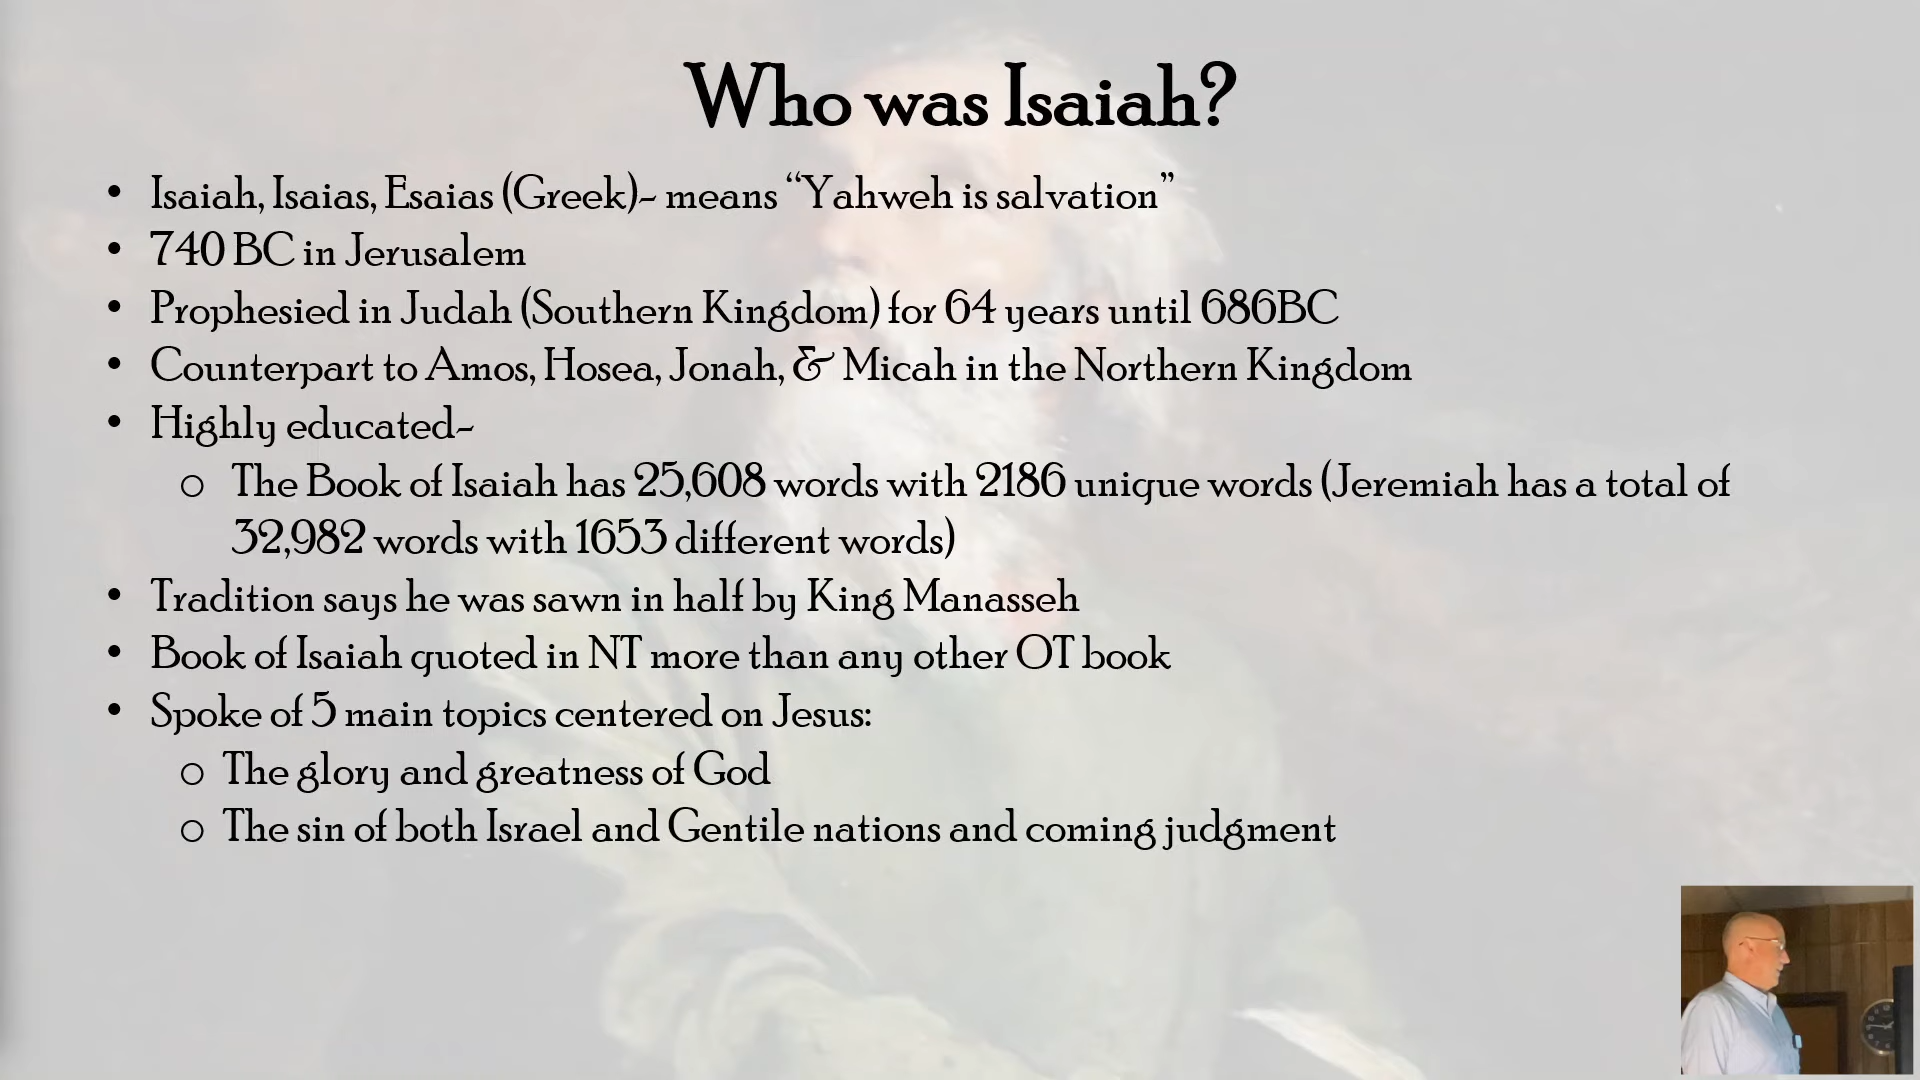 Who was Isaiah?
• Isaiah, Isaias, Esaias (Greek)- means “Yahweh is salvation”
• 740 BC in Jerusalem
• Prophesied in Judah (Southern Kingdom) for 64 years until 686BC
• Counterpart to Amos, Hosea, Jonah, & Micah in the Northern Kingdom
• Highly educated-
o The Book of Isaiah has 25,608 words with 2186 unique words (Jeremiah has a total of
32,982 words with 1653 different words)
• Tradition says he was sawn in half by King Manasseh
• Book of Isaiah quoted in NT more than any other OT book
• Spoke of 5 main topics centered on Jesus:
o The glory and greatness of God
o The sin of both Israel and Gentile nations and coming judgment